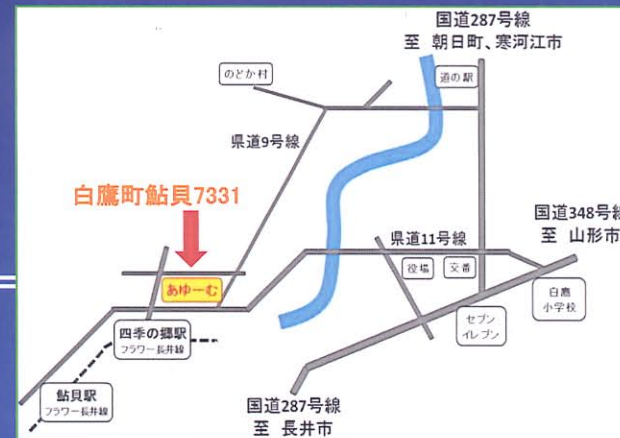 国道287号線
至 朝日町、寒河江市
のどか村
道の駅
県道9号線
白鷹町鮎貝7331
国道348号線
至 山形市
県道11号線
役場
交番
あゆーむ
白鷹
小学校
セブン
イレブン
四季の郷駅
フラワー長井線
鮎貝駅
フラワー長井線
国道287号線
至 長井市